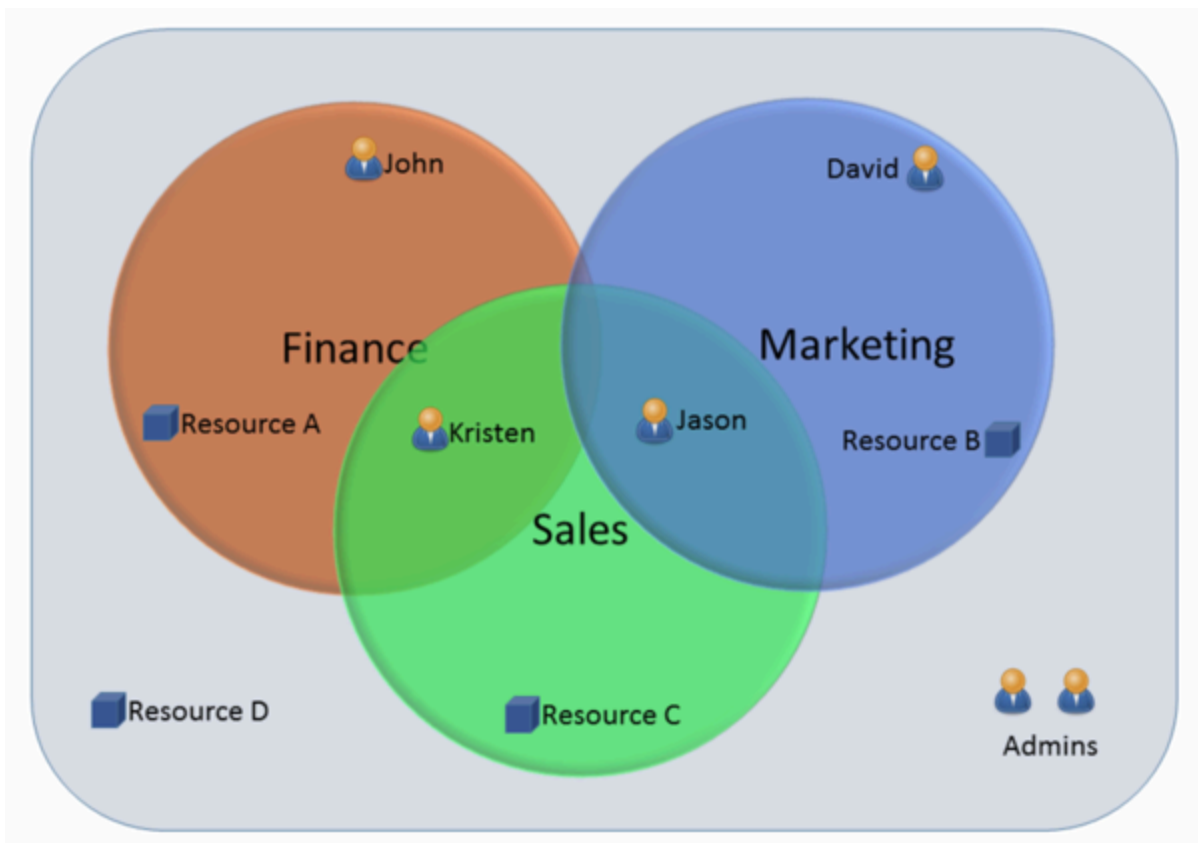 John
David
Finance
Marketing
Resource A
Kristen
Jason
Resource B
Sales
Resource D
Resource C
Admins